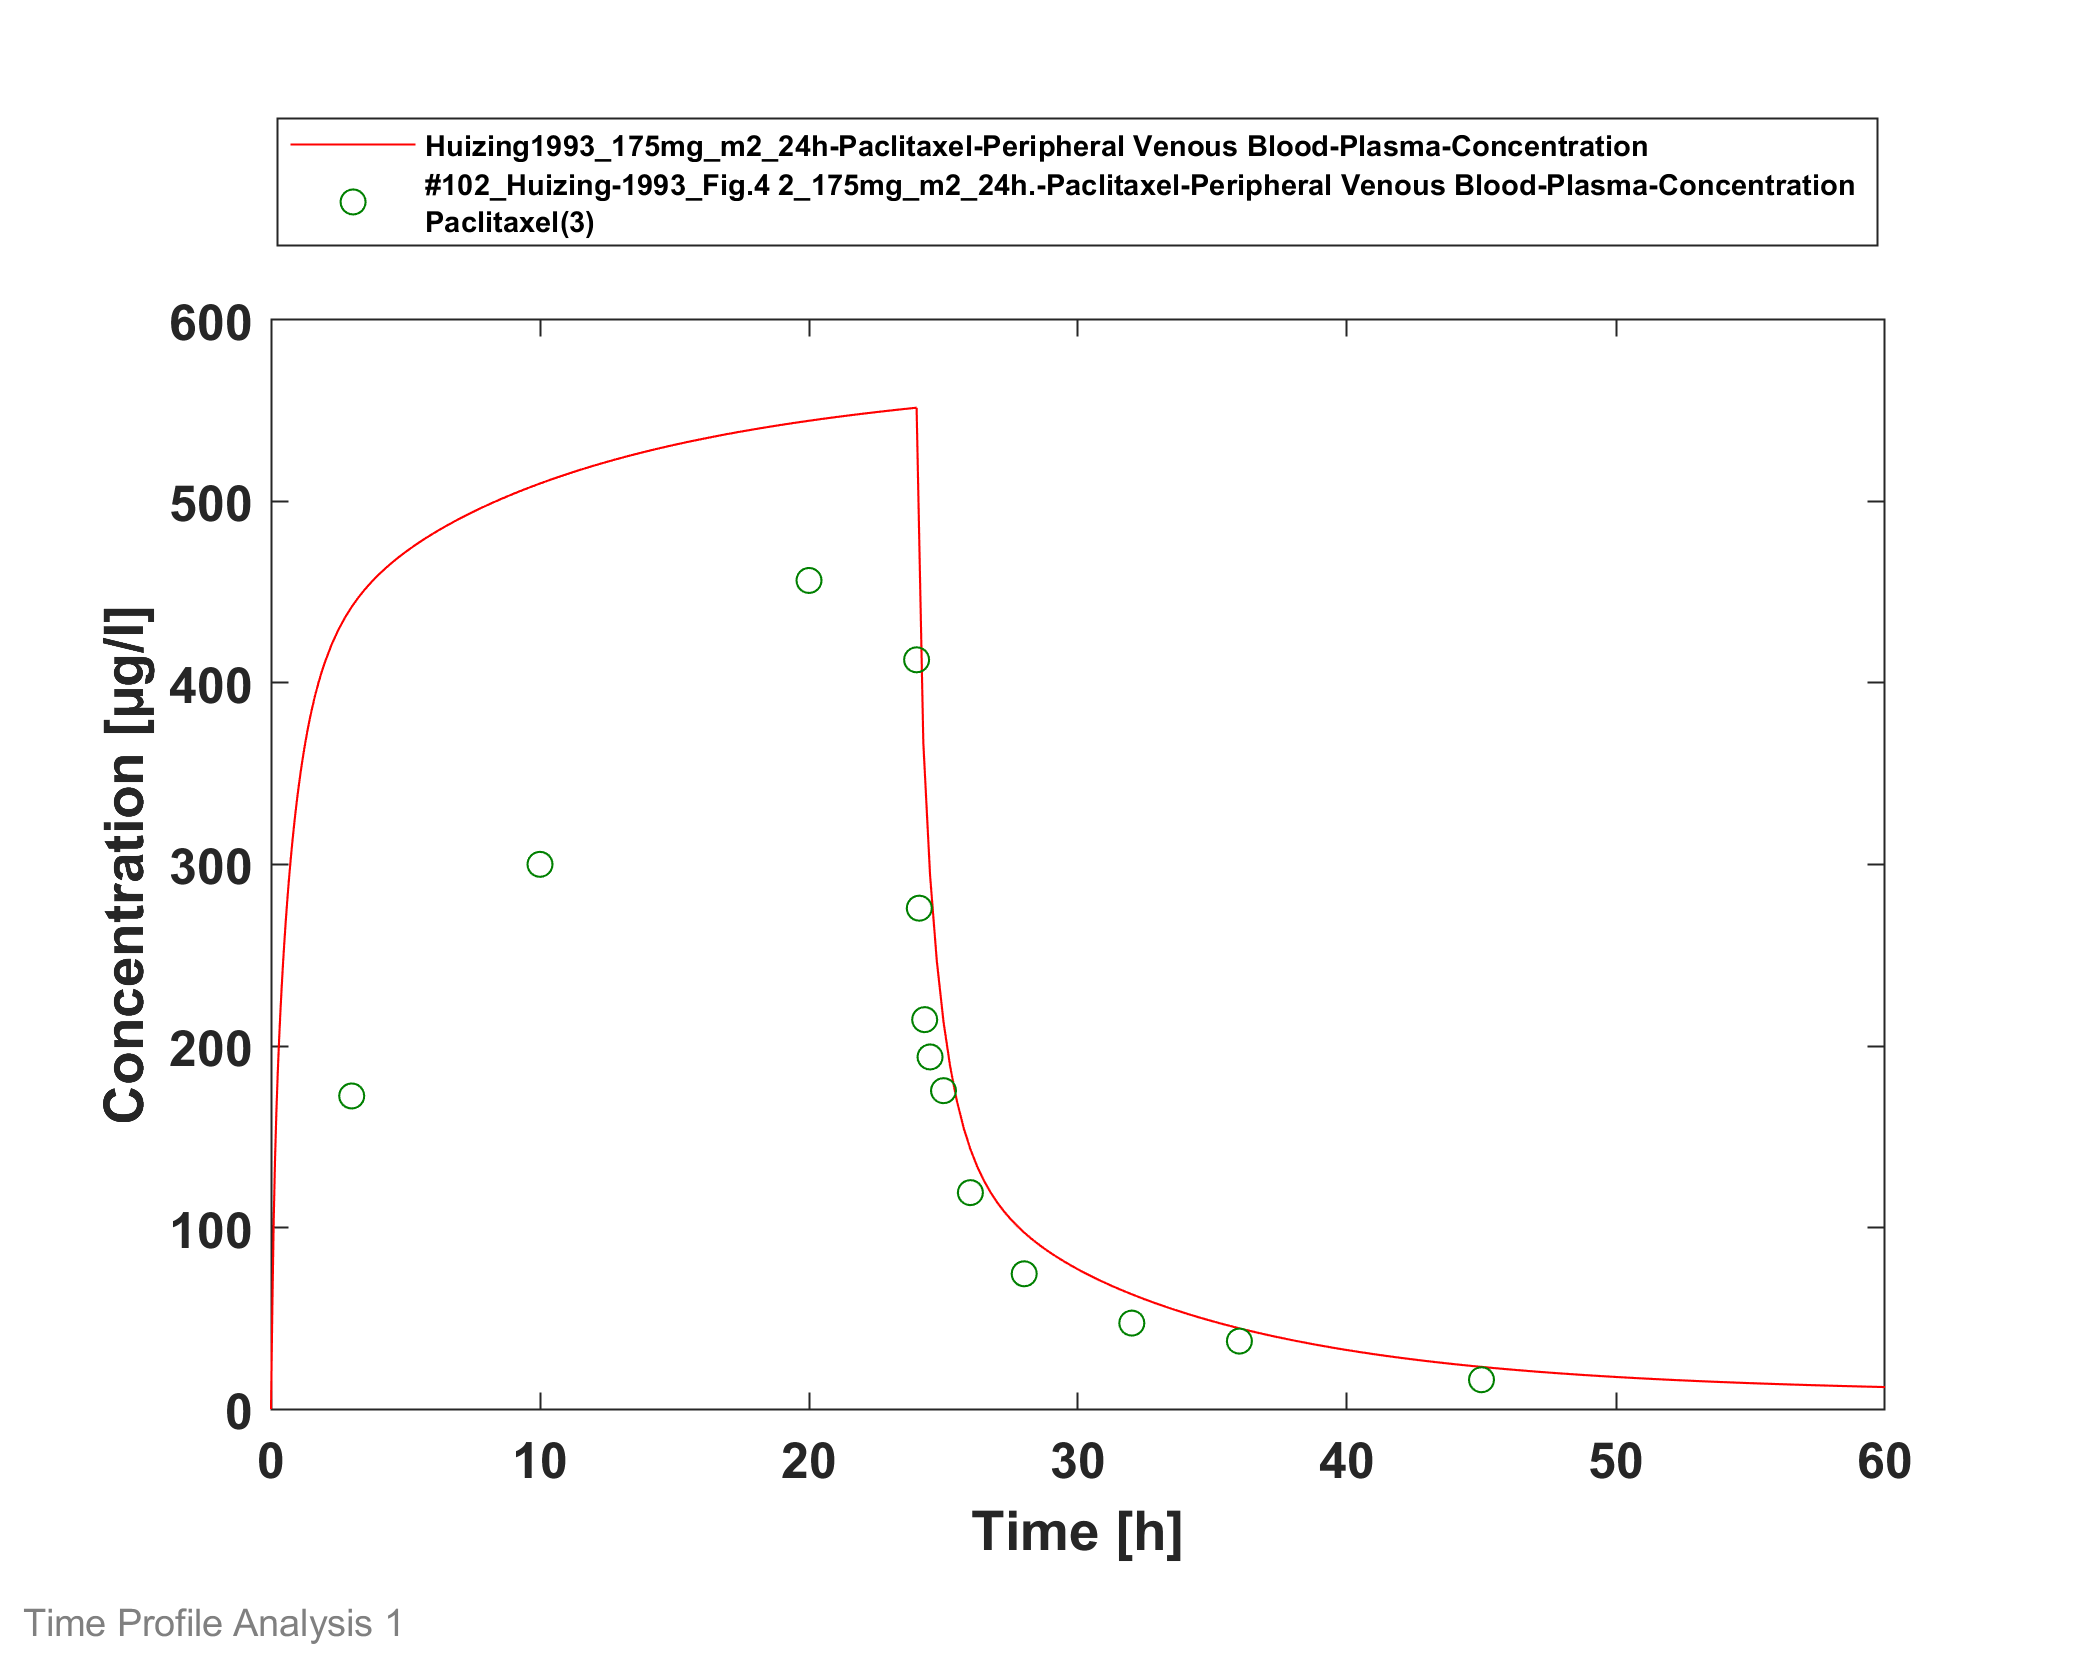 Huizing1993_175mg_m2_24h-Paclitaxel-Peripheral Venous Blood-Plasma-Concentration
#102_Huizing-1993_Fig.4 2_175mg_m2_24h.-Paclitaxel-Peripheral Venous Blood-Plasma-Concentration
Paclitaxel(3)
600
500
400
300
200
100
0
Concentration [µg/l]
0 10 20 30 40 50 60
Time [h]
Time Profile Analysis 1